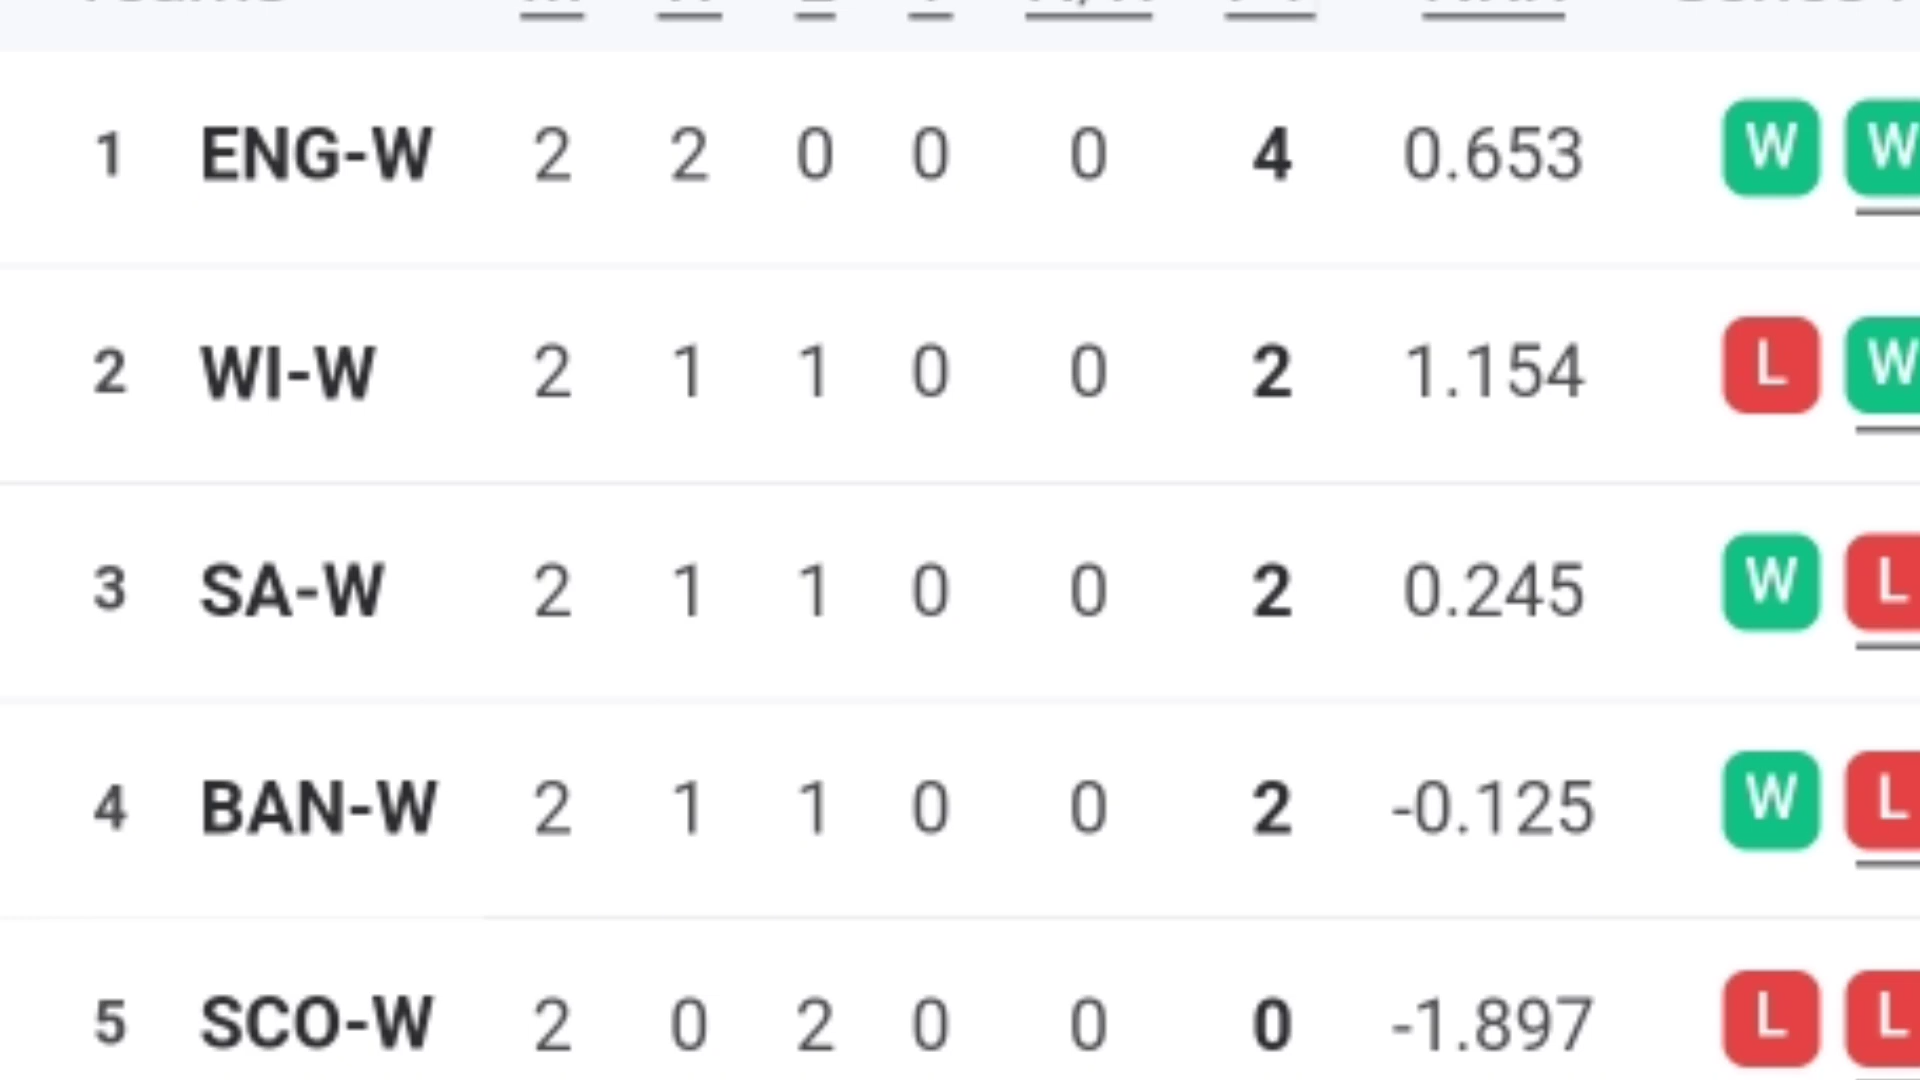 1 ENG-W 2 2 0 0 0 4 0.653 W W
2 WI-W 2 1 1 0 0 2 1.154 L W
3 SA-W 2 1 1 0 0 2 0.245 W L
4 BAN-W 2 1 1 0 0 2 -0.125 W L
5 SCO-W 2 0 2 0 0 0 -1.897 L L